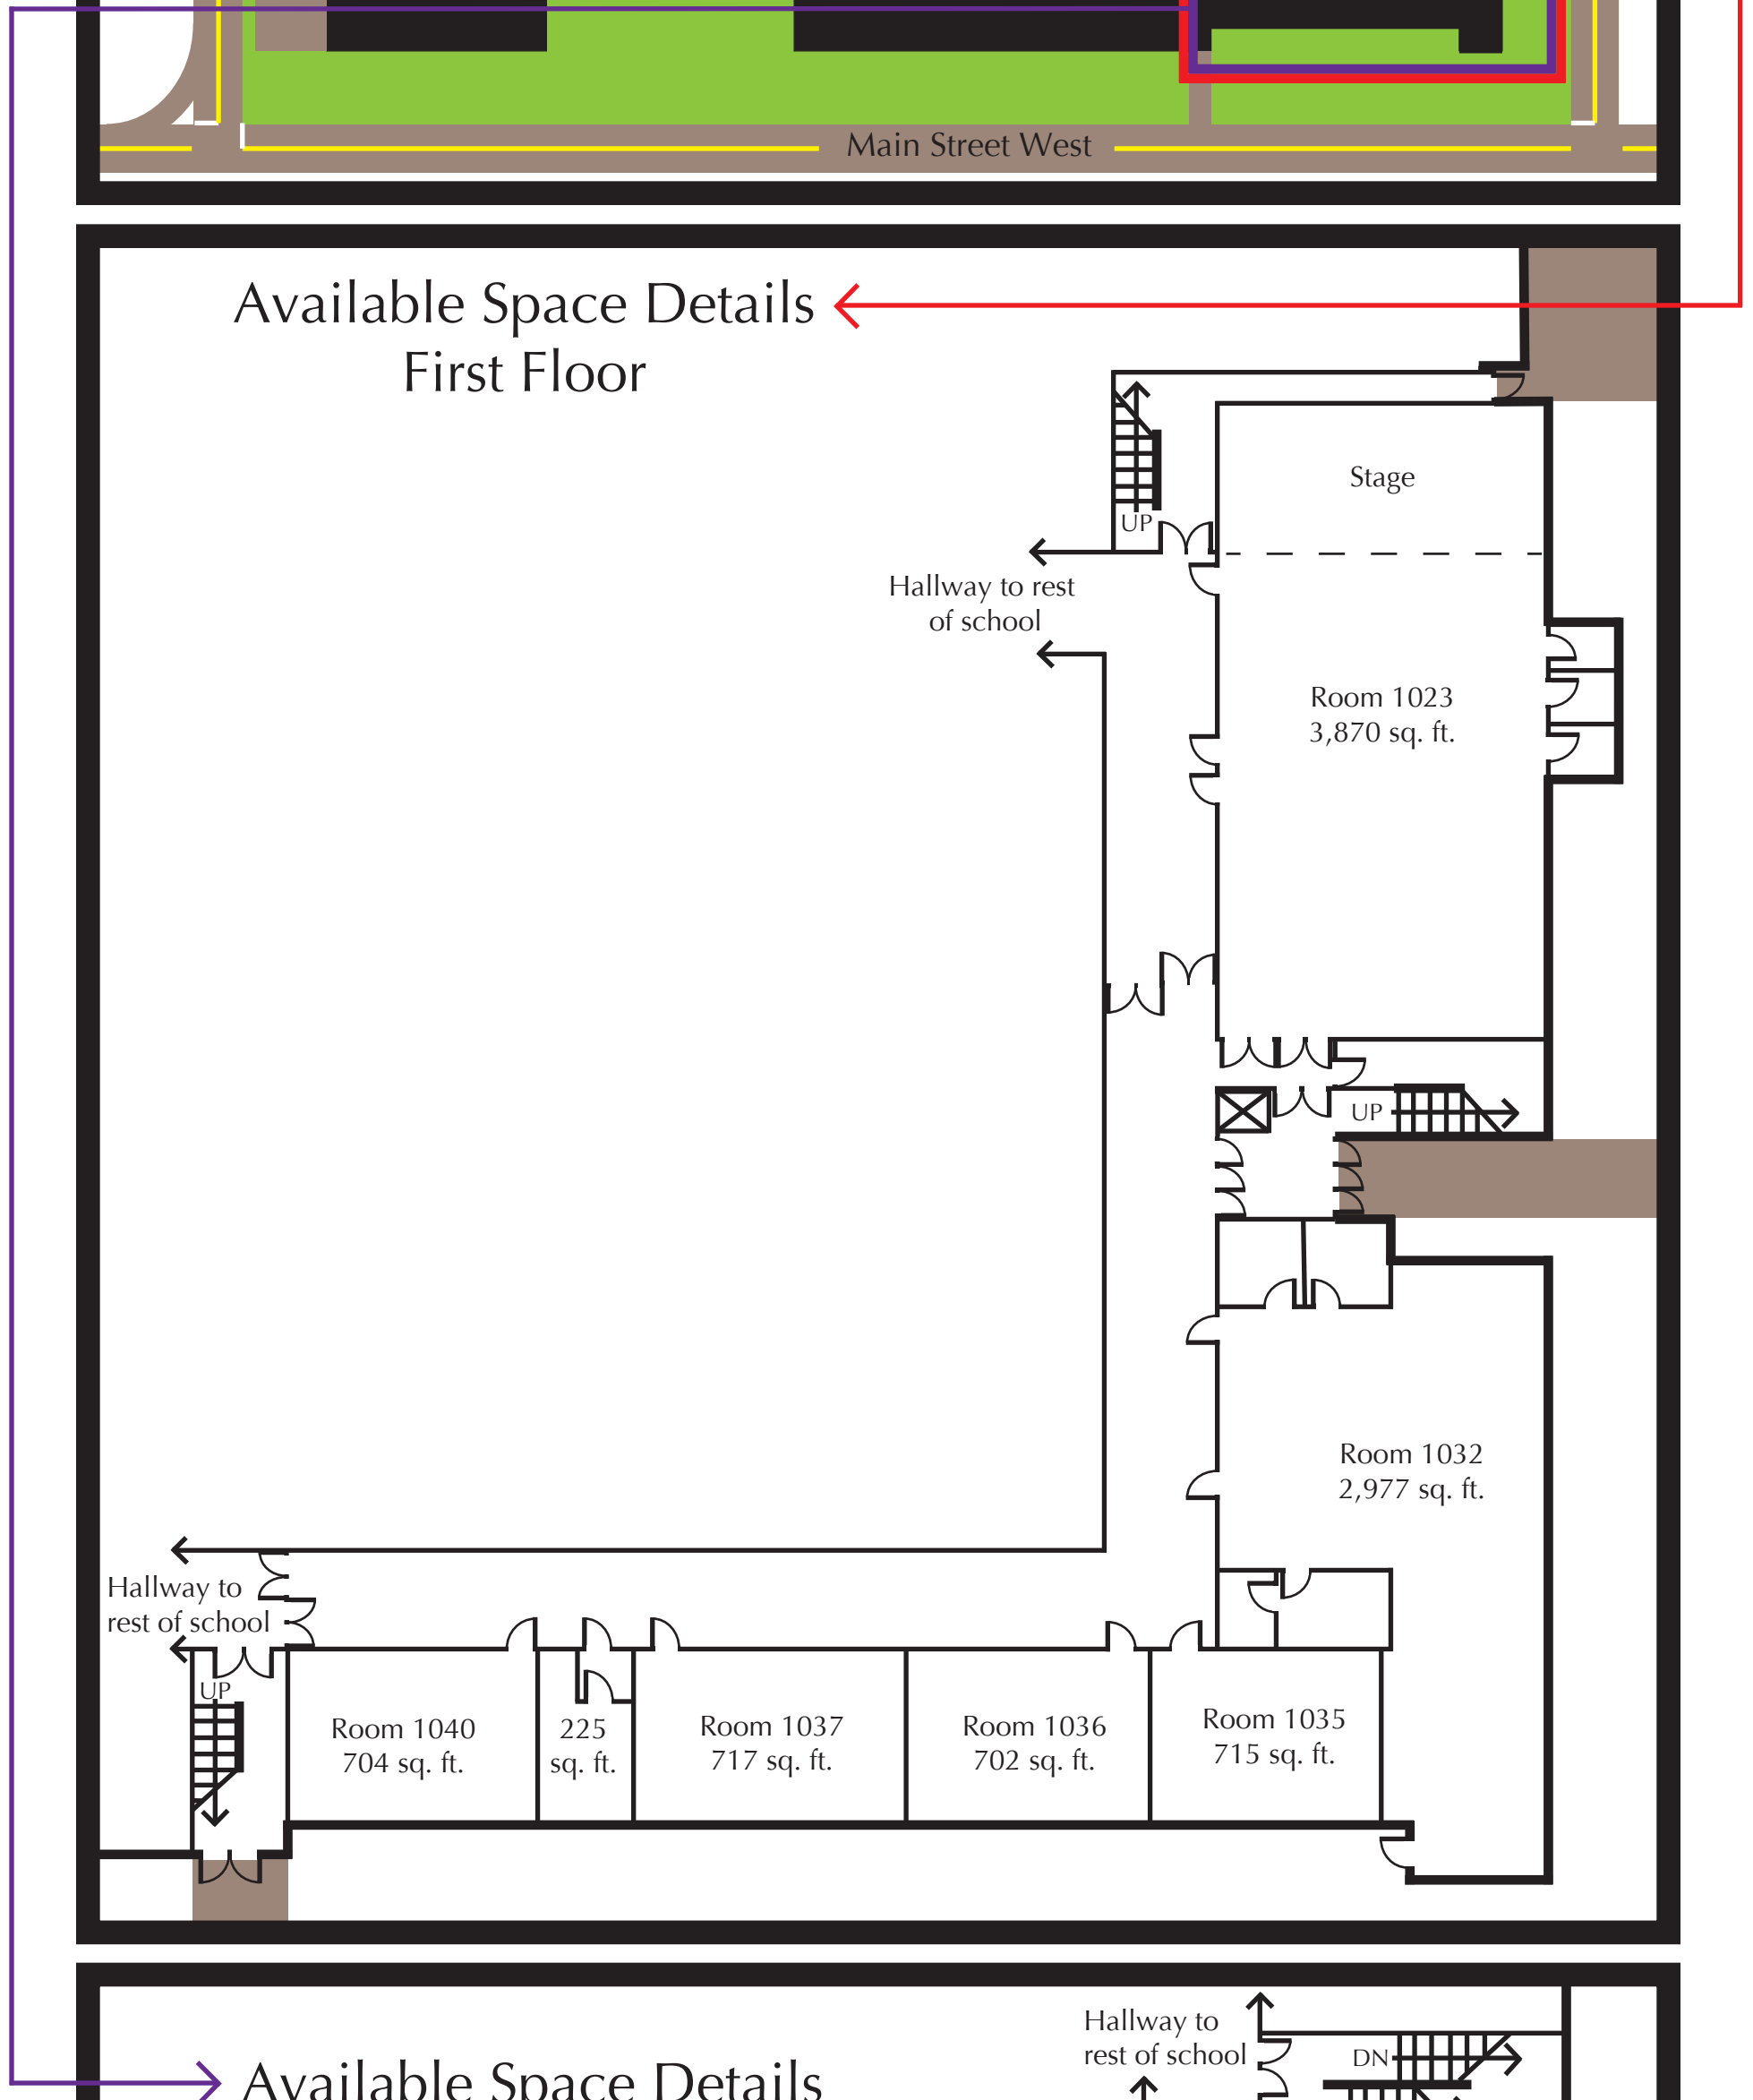 Main Street West
Available Space Details
First Floor
Stage
UP
Hallway to rest
of school
Room 1023
3,870 sq. ft.
UP
Room 1032
2,977 sq. ft.
Hallway to
rest of school
UP
Room 1040
704 sq. ft.
225
sq. ft.
Room 1037
717 sq. ft.
Room 1036
702 sq. ft.
Room 1035
715 sq. ft.
Hallway to
rest of school
DN
Available Space Details